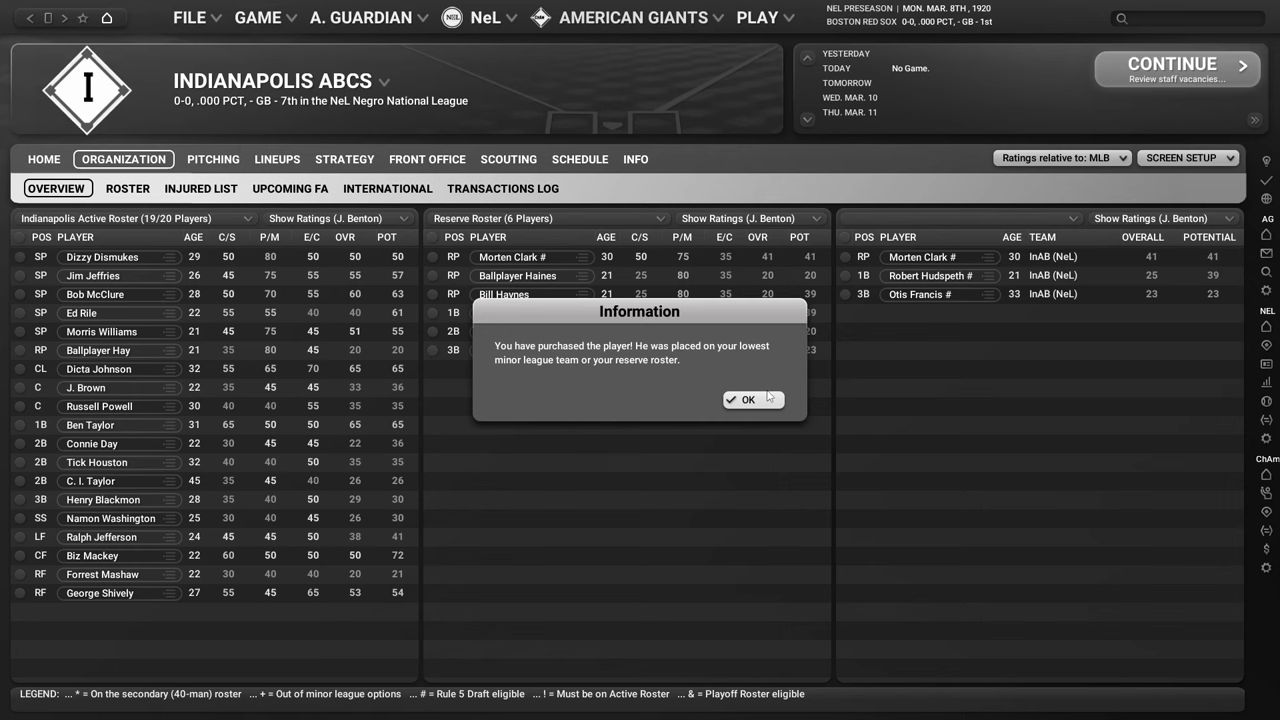 FILE GAME A. GUARDIAN NeL AMERICAN GIANTS PLAY
NEL PRESEASON | MON. MAR. 8TH , 1920
BOSTON RED SOX 0-0, .000 PCT, - GB - 1st
I
INDIANAPOLIS ABCS
0-0, .000 PCT, - GB - 7th in the NeL Negro National League
YESTERDAY
TODAY No Game.
TOMORROW
WED. MAR. 10
THU. MAR. 11
CONTINUE
Review staff vacancies...
HOME ORGANIZATION PITCHING LINEUPS STRATEGY FRONT OFFICE SCOUTING SCHEDULE INFO
Ratings relative to: MLB SCREEN SETUP
OVERVIEW ROSTER INJURED LIST UPCOMING FA INTERNATIONAL TRANSACTIONS LOG
Indianapolis Active Roster (19/20 Players) Show Ratings (J. Benton)
POS PLAYER AGE C/S P/M E/C OVR POT
SP Dizzy Dismukes 29 50 80 50 50 50
SP Jim Jeffries 26 45 75 55 55 57
SP Bob McClure 28 50 70 55 60 63
SP Ed Rile 22 55 55 40 40 61
SP Morris Williams 21 45 75 45 51 55
RP Ballplayer Hay 21 35 80 45 20 20
CL Dicta Johnson 32 55 65 70 65 65
C J. Brown 22 35 45 45 33 36
C Russell Powell 30 40 40 55 35 35
1B Ben Taylor 31 65 50 50 65 65
2B Connie Day 22 30 45 45 22 36
2B Tick Houston 32 40 40 50 35 35
2B C. I. Taylor 45 35 45 40 26 26
3B Henry Blackmon 28 35 40 50 29 30
SS Namon Washington 25 30 40 45 26 30
LF Ralph Jefferson 24 45 45 50 38 41
CF Biz Mackey 22 60 50 50 50 72
RF Forrest Mashaw 22 30 40 40 20 21
RF George Shively 27 55 45 65 53 54
Reserve Roster (6 Players) Show Ratings (J. Benton)
POS PLAYER AGE C/S P/M E/C OVR POT
RP Morten Clark # 30 50 75 35 41 41
RP Ballplayer Haines 21 25 80 35 20 20
RP Bill Haynes 21 25 80 35 20 39
1B
2B
3B
Show Ratings (J. Benton)
POS PLAYER AGE TEAM OVERALL POTENTIAL
RP Morten Clark # 30 InAB (NeL) 41 41
1B Robert Hudspeth # 21 InAB (NeL) 25 39
3B Otis Francis # 33 InAB (NeL) 23 23
Information
You have purchased the player! He was placed on your lowest
minor league team or your reserve roster.
OK
AG
NEL
ChAm
LEGEND: ... * = On the secondary (40-man) roster ... + = Out of minor league options ... # = Rule 5 Draft eligible ... ! = Must be on Active Roster ... & = Playoff Roster eligible